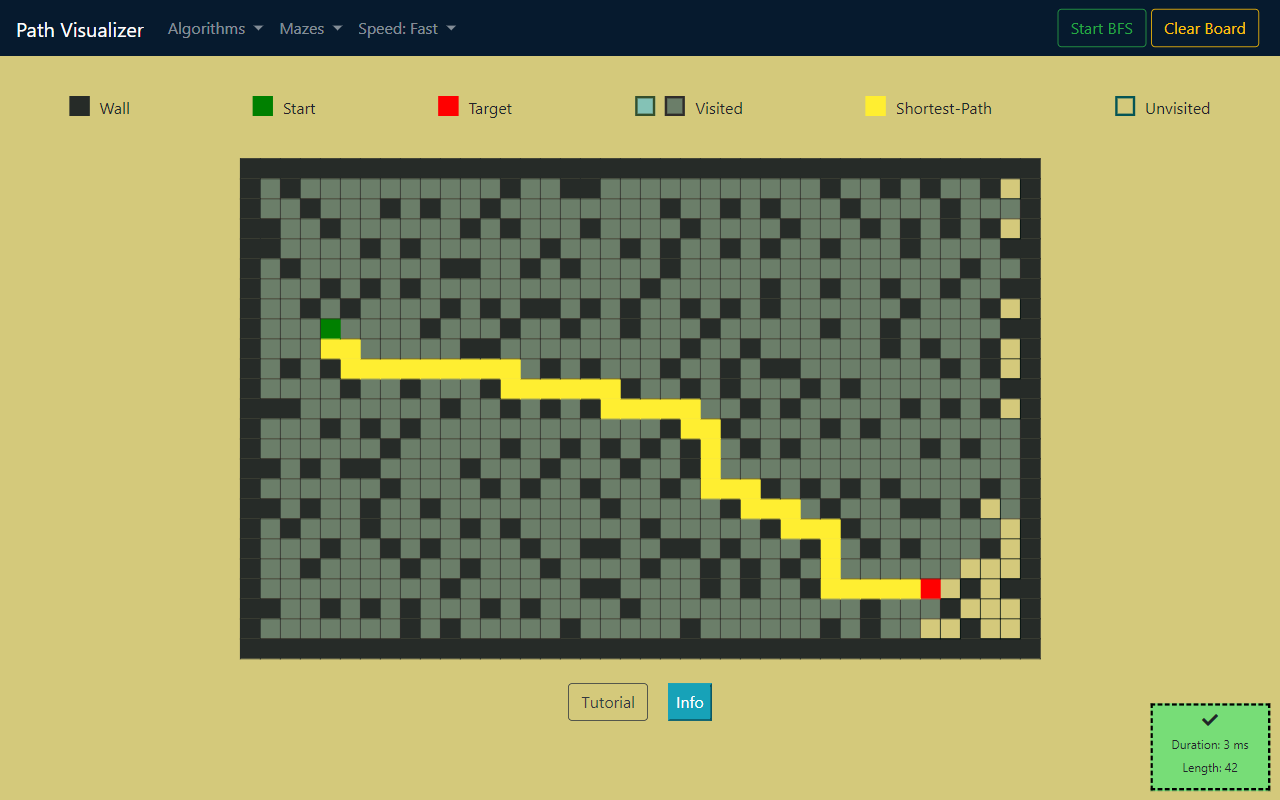 Path Visualizer Algorithms Mazes Speed: Fast Start BFS Clear Board
Wall Start Target Visited Shortest-Path Unvisited
Tutorial Info
Duration: 3 ms
Length: 42